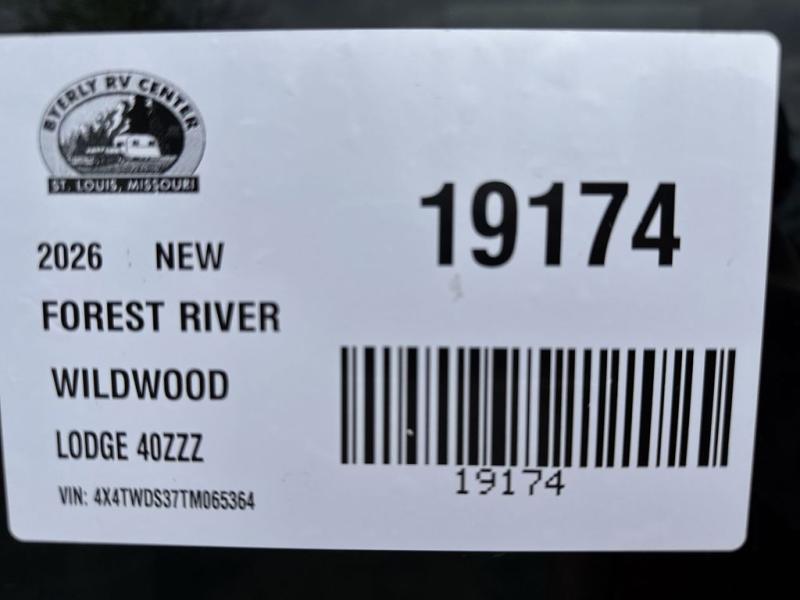 BYERLY RV CENTER
ST. LOUIS, MISSOURI
19174
2026 NEW
FOREST RIVER
WILDWOOD
LODGE 40ZZZ
VIN: 4X4TWDS37TM065364
19174